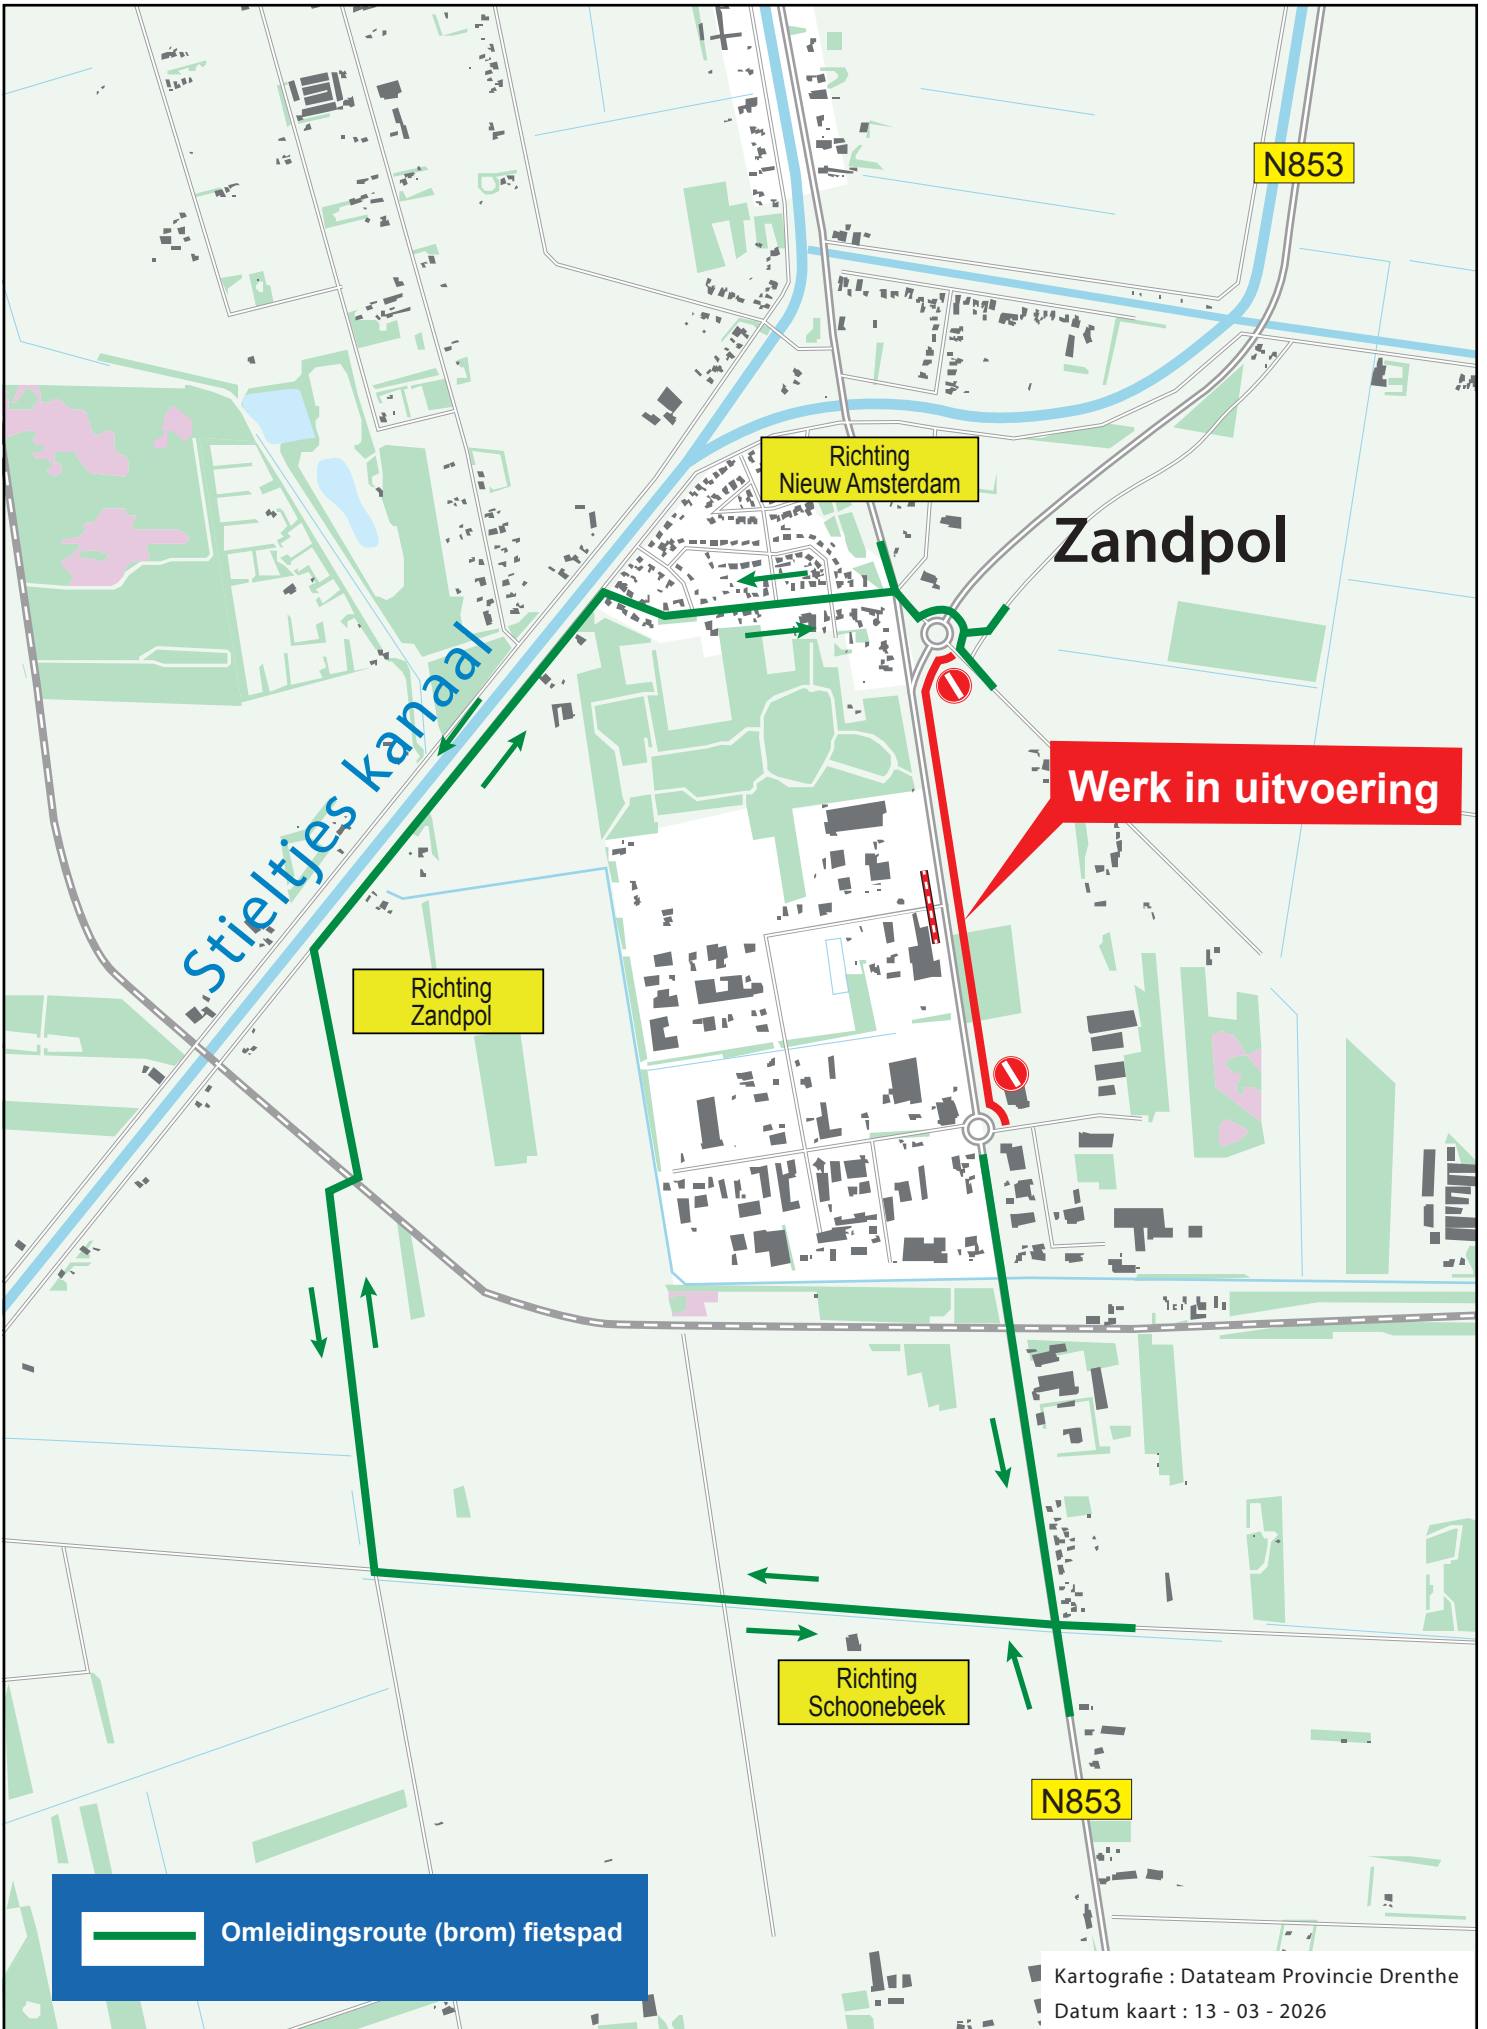 N853
Richting
Nieuw Amsterdam
Zandpol
Stieltjes kanaal
Werk in uitvoering
Richting
Zandpol
Richting
Schoonebeek
N853
Omleidingsroute (brom) fietspad
Kartografie : Datateam Provincie Drenthe
Datum kaart : 13 - 03 - 2026